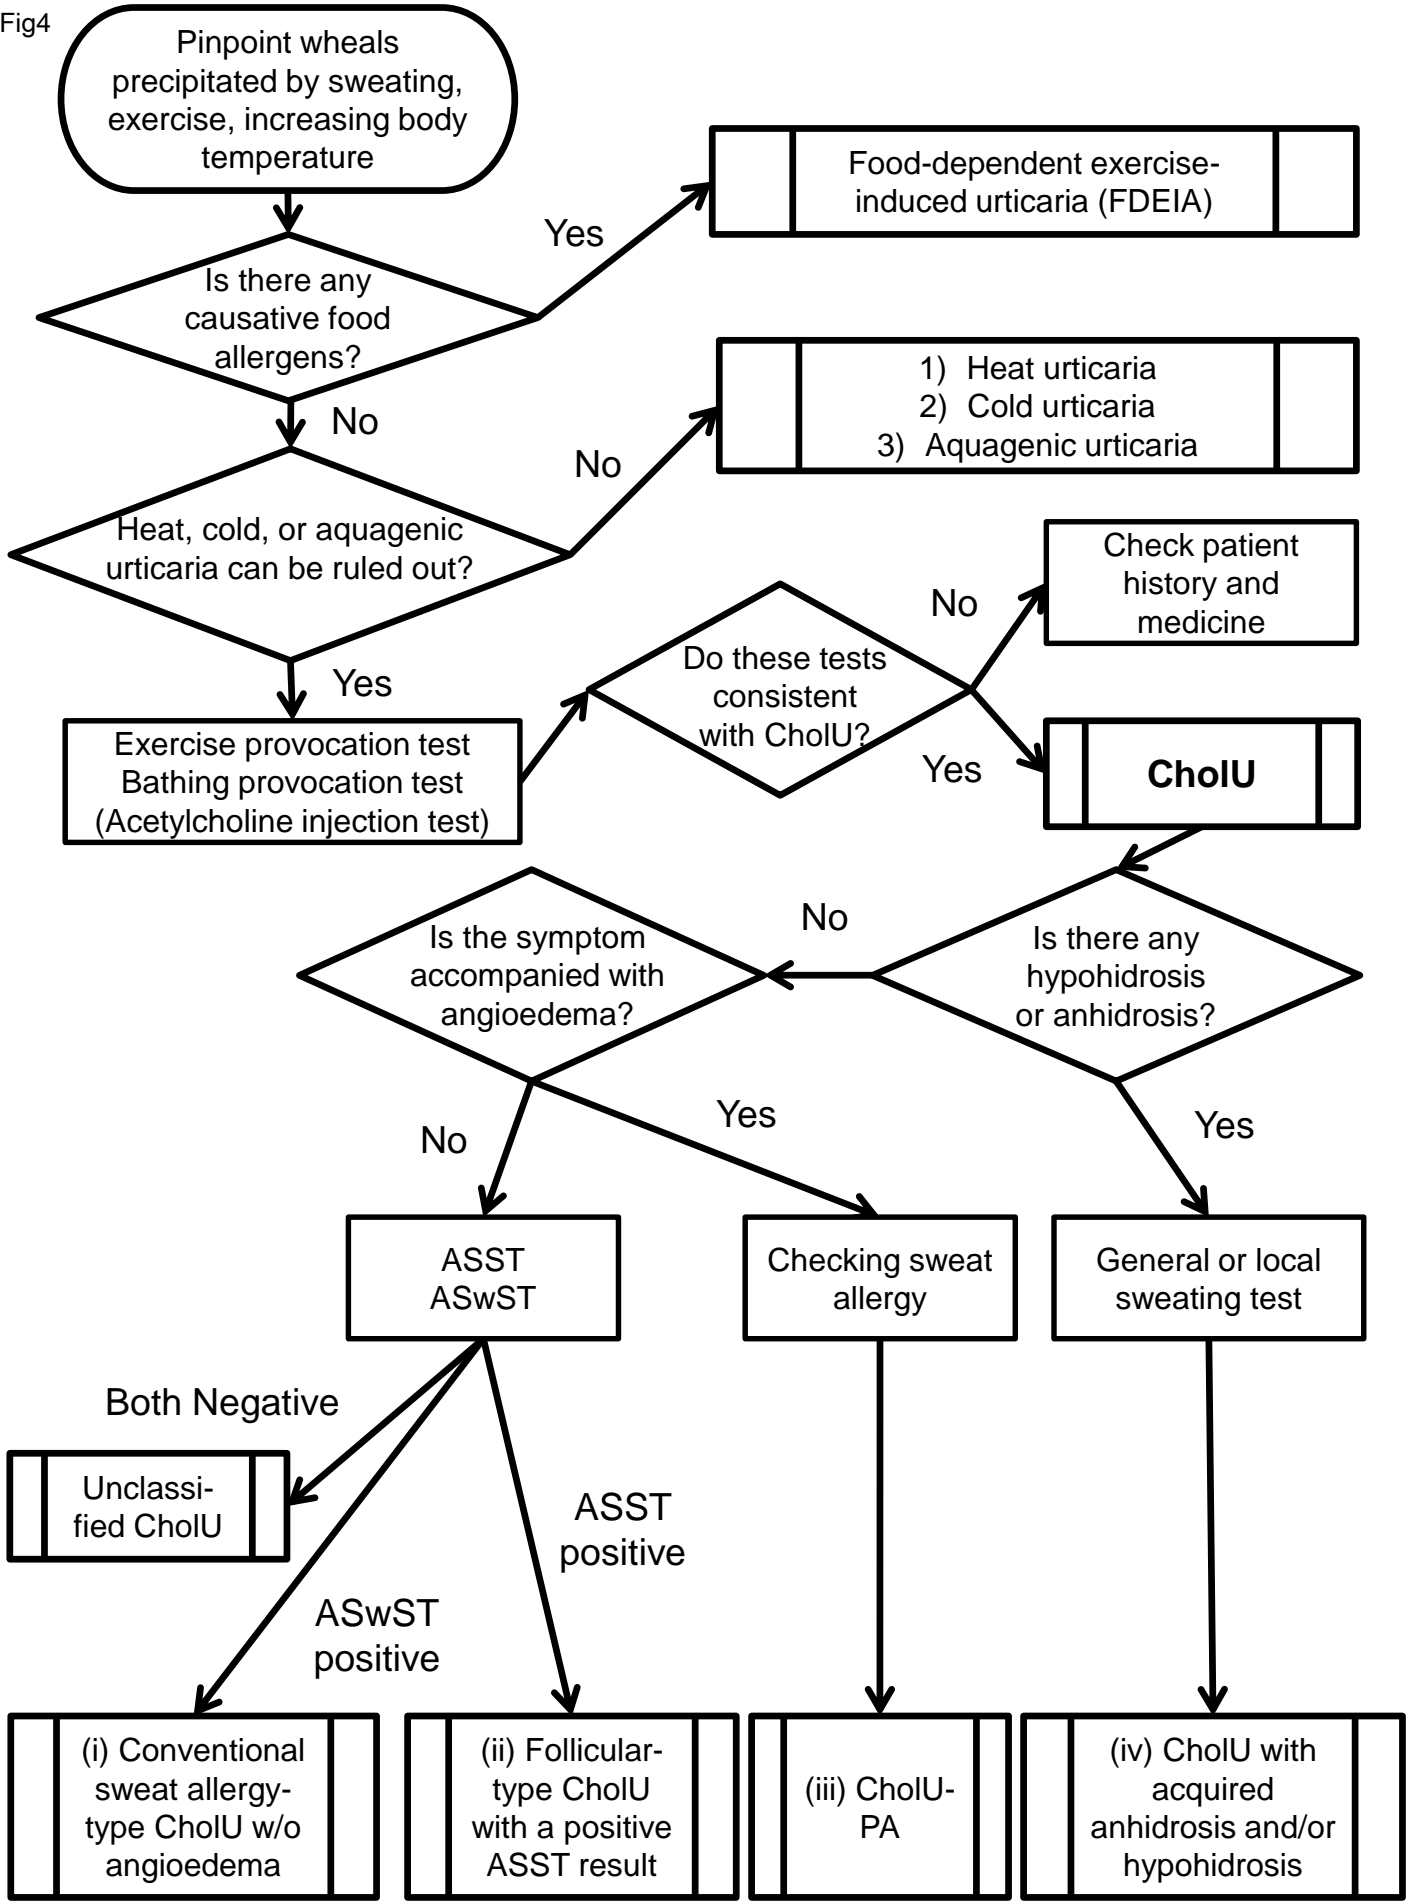 Fig4
Pinpoint wheals
precipitated by sweating,
exercise, increasing body
temperature
Yes
Food-dependent exercise-
induced urticaria (FDEIA)
Is there any
causative food
allergens?
No
No
1) Heat urticaria
2) Cold urticaria
3) Aquagenic urticaria
Heat, cold, or aquagenic
urticaria can be ruled out?
Yes
Exercise provocation test
Bathing provocation test
(Acetylcholine injection test)
Do these tests
consistent
with CholU?
No
Check patient
history and
medicine
Yes
CholU
Is there any
hypohidrosis
or anhidrosis?
No
Is the symptom
accompanied with
angioedema?
No
Yes
Yes
ASST
ASwST
Checking sweat
allergy
General or local
sweating test
Both Negative
Unclassi-
fied CholU
ASwST
positive
ASST
positive
(i) Conventional
sweat allergy-
type CholU w/o
angioedema
(ii) Follicular-
type CholU
with a positive
ASST result
(iii) CholU-
PA
(iv) CholU with
acquired
anhidrosis and/or
hypohidrosis